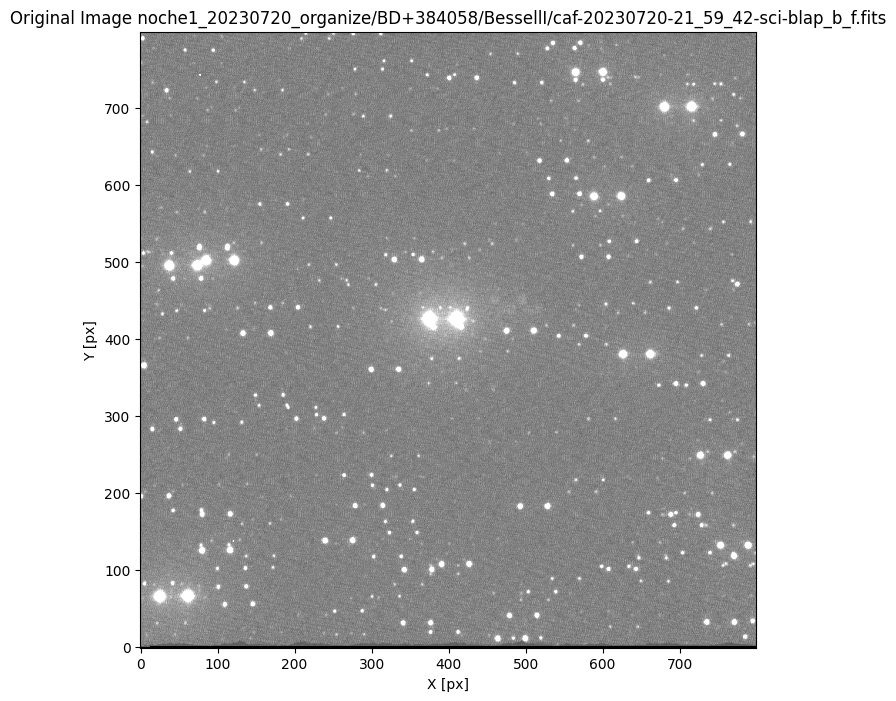 Original Image noche1_20230720_organize/BD+384058/BessellI/caf-20230720-21_59_42-sci-blap_b_f.fits
Y [px]
700
600
500
400
300
200
100
0
0 100 200 300 400 500 600 700
X [px]